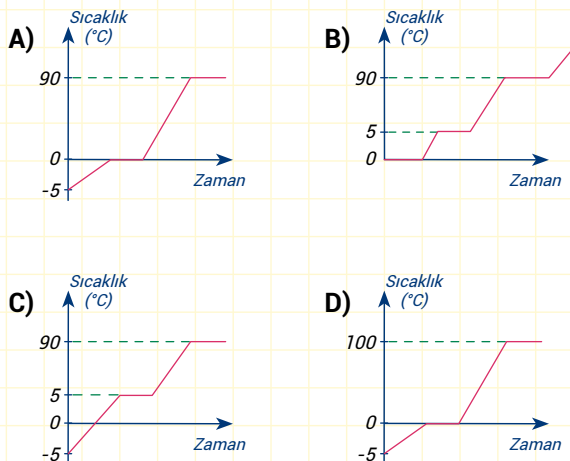 A)
Sıcaklık
(°C)
90
0
-5
Zaman
B)
Sıcaklık
(°C)
90
5
0
Zaman
C)
Sıcaklık
(°C)
90
5
0
-5
Zaman
D)
Sıcaklık
(°C)
100
0
-5
Zaman